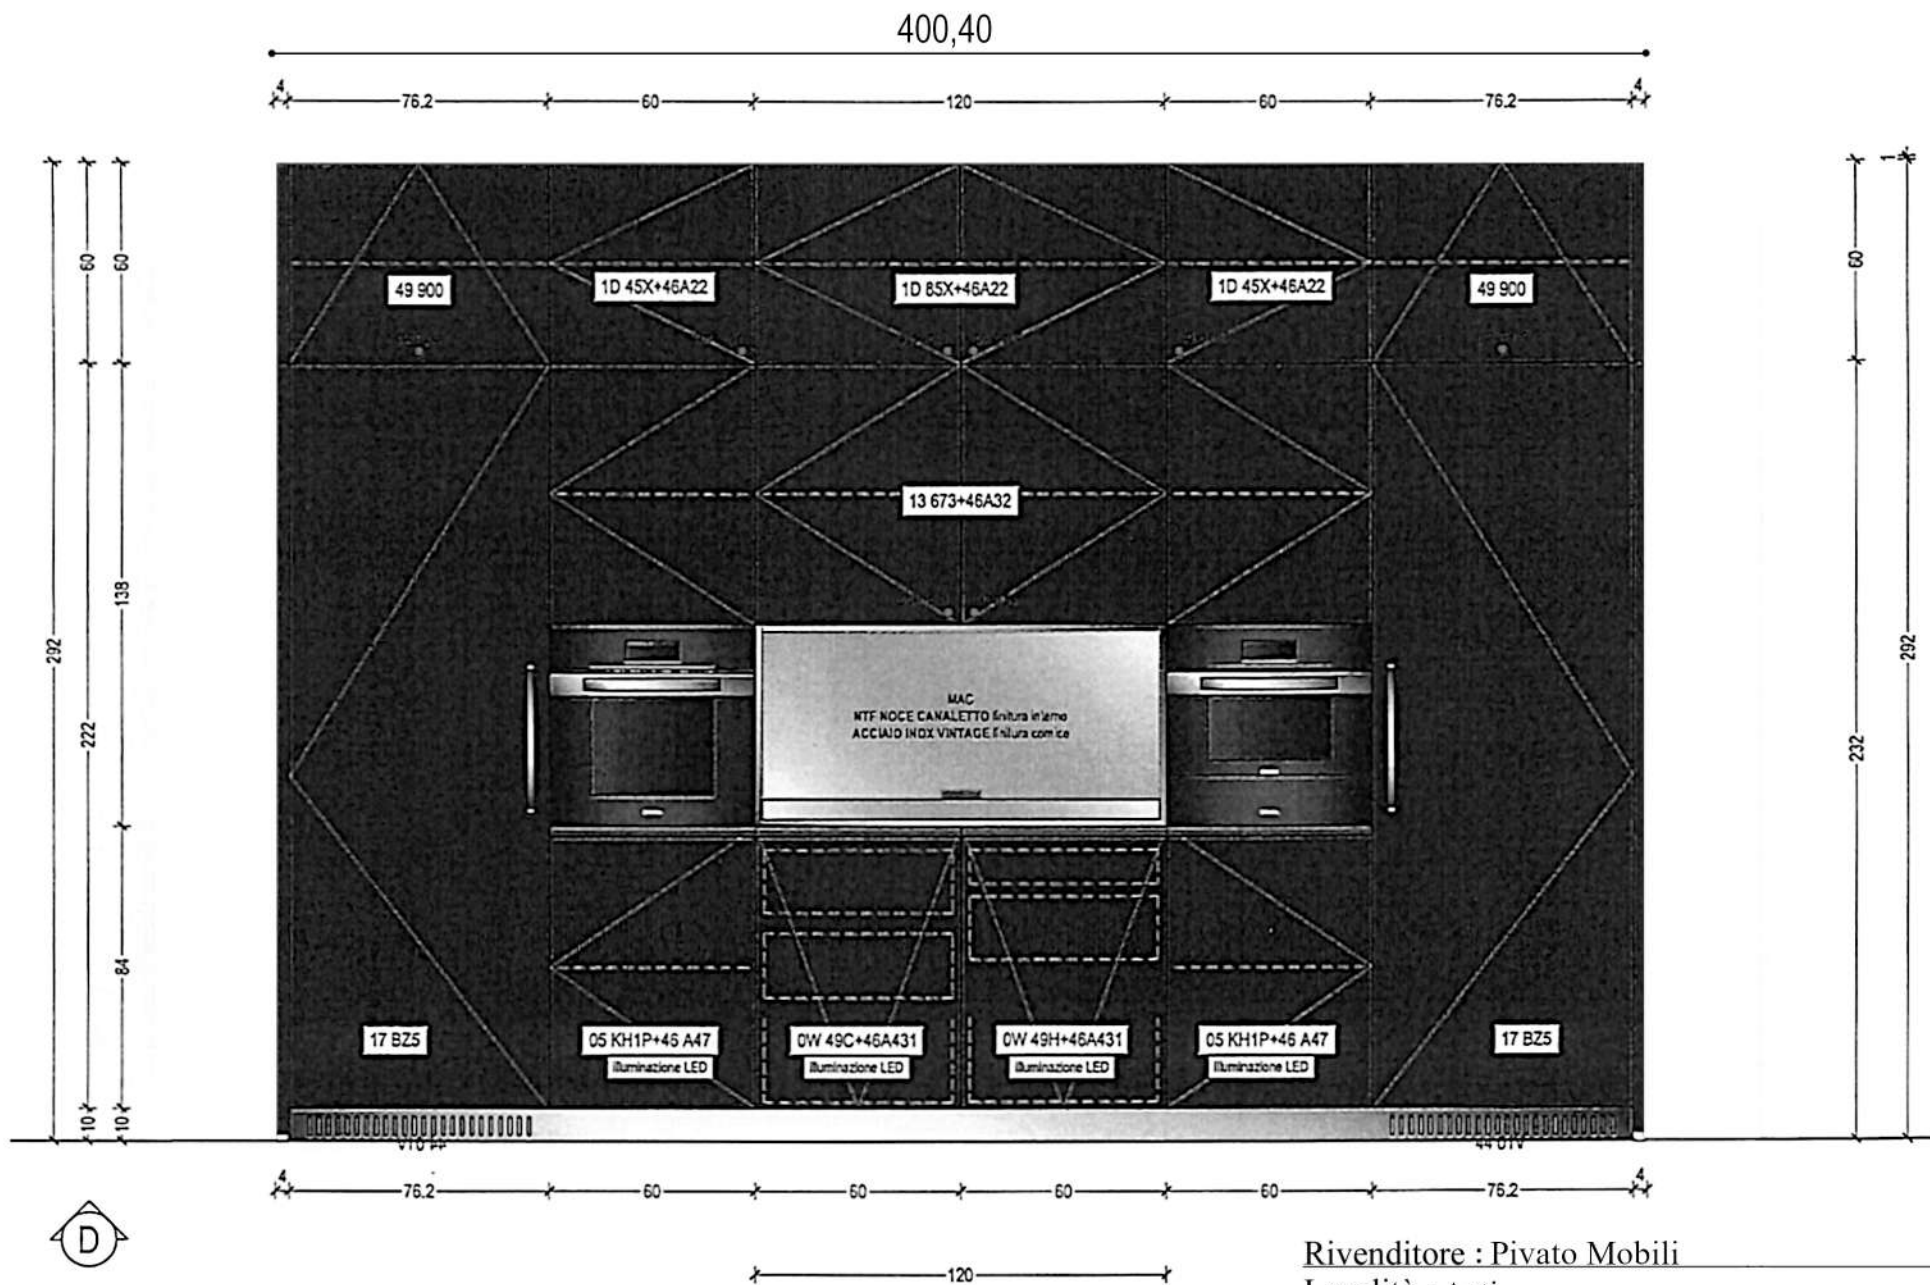 400,40
4 76,2 60 120 60 76,2 4
1
60 60 60
49 900 1D 45X+46A22 1D 85X+46A22 1D 45X+46A22 49 900
13 673+46A32
138
292 222 232 292
MAC
NTF NOCE CANALETTO finitura interno
ACCIAIO INOX VINTAGE finitura cornice
84
17 BZ5 05 KH1P+46 A47 0W 49C+46A431 0W 49H+46A431 05 KH1P+46 A47 17 BZ5
illuminazione LED illuminazione LED illuminazione LED illuminazione LED
10 10
4 76,2 60 60 60 60 76,2 4
D
120
Rivenditore : Pivato Mobili